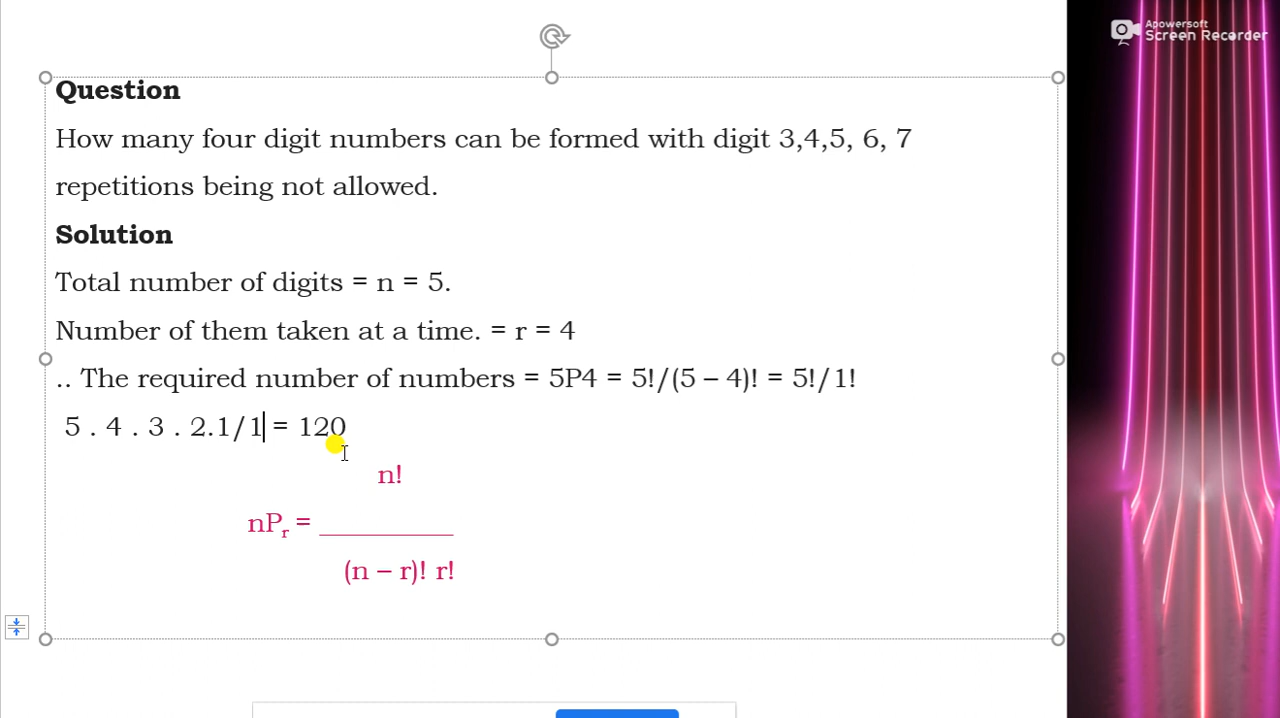 Apowersoft
Screen Recorder
Question
How many four digit numbers can be formed with digit 3,4,5, 6, 7
repetitions being not allowed.
Solution
Total number of digits = n = 5.
Number of them taken at a time. = r = 4
.. The required number of numbers = 5P4 = 5!/(5 – 4)! = 5!/1!
5 . 4 . 3 . 2.1/1 = 120
n!
nPr = __________
(n – r)! r!